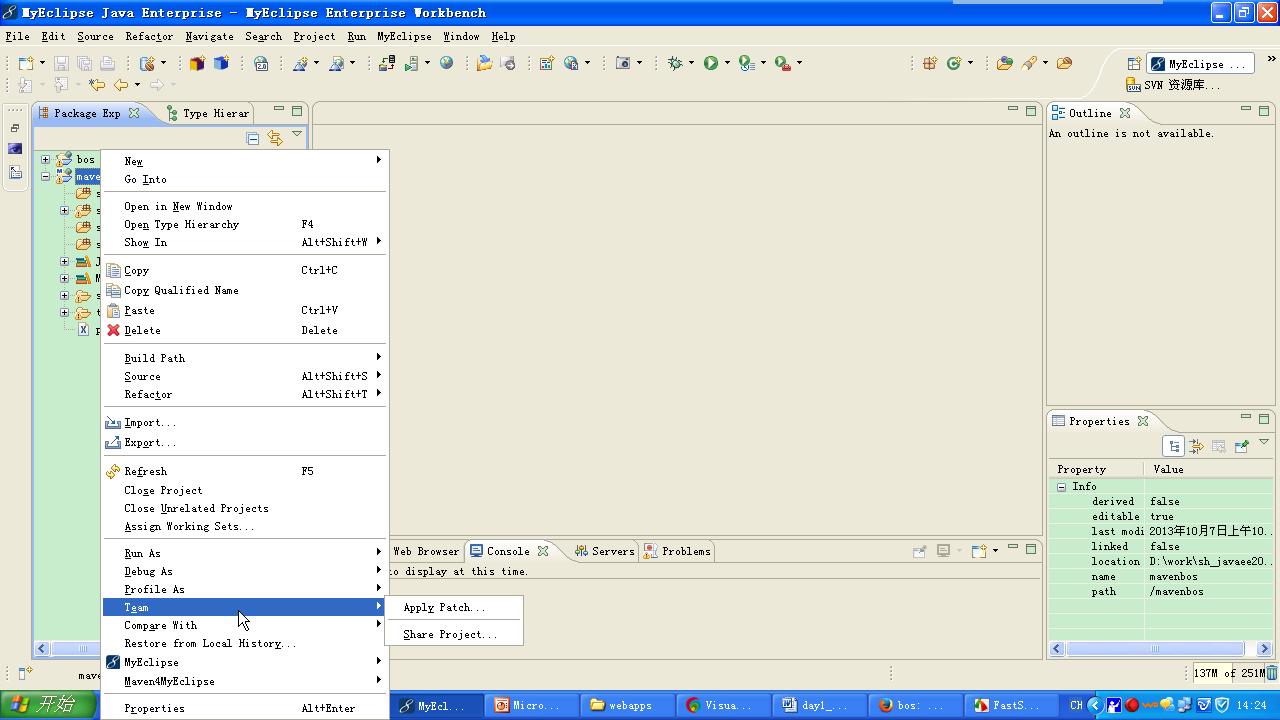 MyEclipse Java Enterprise - MyEclipse Enterprise Workbench
File Edit Source Refactor Navigate Search Project Run MyEclipse Window Help
MyEclipse ...
SVN 资源库...
Package Exp
Type Hierar
Outline
An outline is not available.
bos
mave
New
Go Into
Open in New Window
Open Type Hierarchy F4
Show In Alt+Shift+W
Copy Ctrl+C
Copy Qualified Name
Paste Ctrl+V
Delete Delete
Build Path
Source Alt+Shift+S
Refactor Alt+Shift+T
Import...
Export...
Refresh F5
Close Project
Close Unrelated Projects
Assign Working Sets...
Run As
Debug As
Profile As
Team
Compare With
Restore from Local History...
MyEclipse
Maven4MyEclipse
Properties Alt+Enter
Apply Patch...
Share Project...
Web Browser
Console
Servers
Problems
to display at this time.
Properties
Property Value
Info
derived false
editable true
last modi 2013年10月7日上午10...
linked false
location D:\work\sh_javaee20...
name mavenbos
path /mavenbos
mave
137M of 251M
开始
MyEcl...
Micro...
webapps
Visua...
day1_...
bos: ...
FastS...
CH
14:24